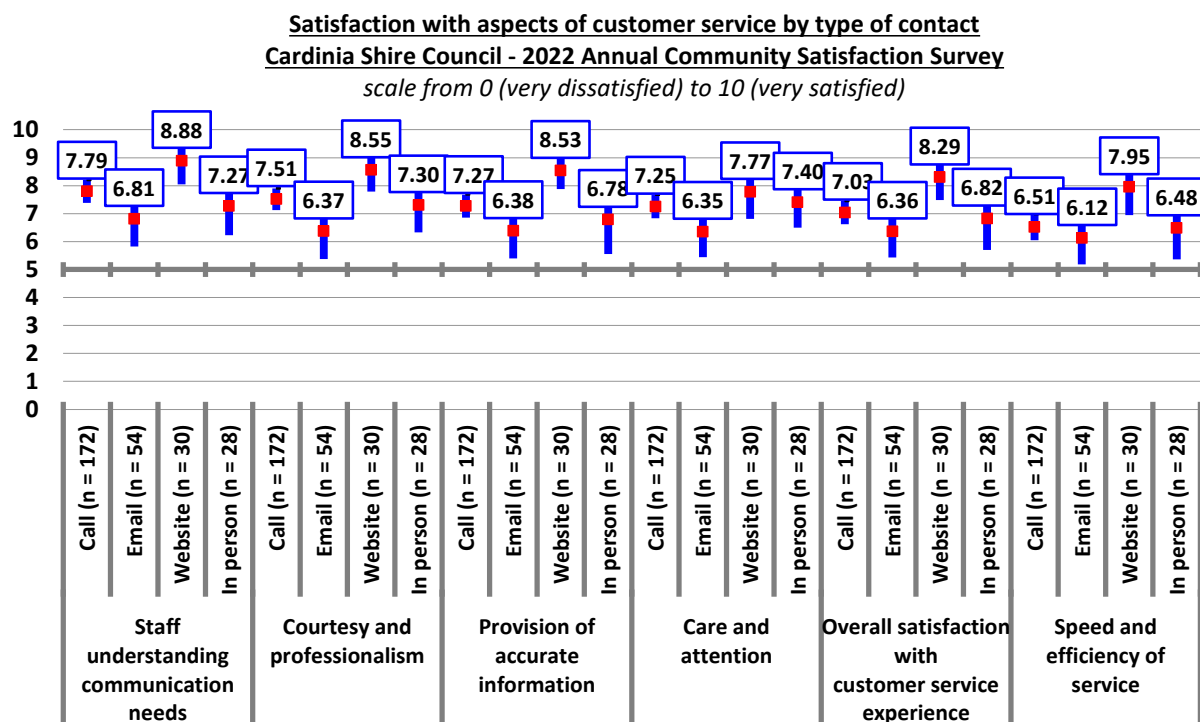 Satisfaction with aspects of customer service by type of contact
Cardinia Shire Council - 2022 Annual Community Satisfaction Survey
scale from 0 (very dissatisfied) to 10 (very satisfied)
10
9
8
7
6
5
4
3
2
1
0
7.79
6.81
8.88
7.27
7.51
6.37
8.55
7.30
7.27
6.38
8.53
6.78
7.25
6.35
7.77
7.40
7.03
6.36
8.29
6.82
6.51
6.12
7.95
6.48
Call (n = 172)
Email (n = 54)
Website (n = 30)
In person (n = 28)
Call (n = 172)
Email (n = 54)
Website (n = 30)
In person (n = 28)
Call (n = 172)
Email (n = 54)
Website (n = 30)
In person (n = 28)
Call (n = 172)
Email (n = 54)
Website (n = 30)
In person (n = 28)
Call (n = 172)
Email (n = 54)
Website (n = 30)
In person (n = 28)
Call (n = 172)
Email (n = 54)
Website (n = 30)
In person (n = 28)
Staff
understanding
communication
needs
Courtesy and
professionalism
Provision of
accurate
information
Care and
attention
Overall satisfaction
with
customer service
experience
Speed and
efficiency of
service